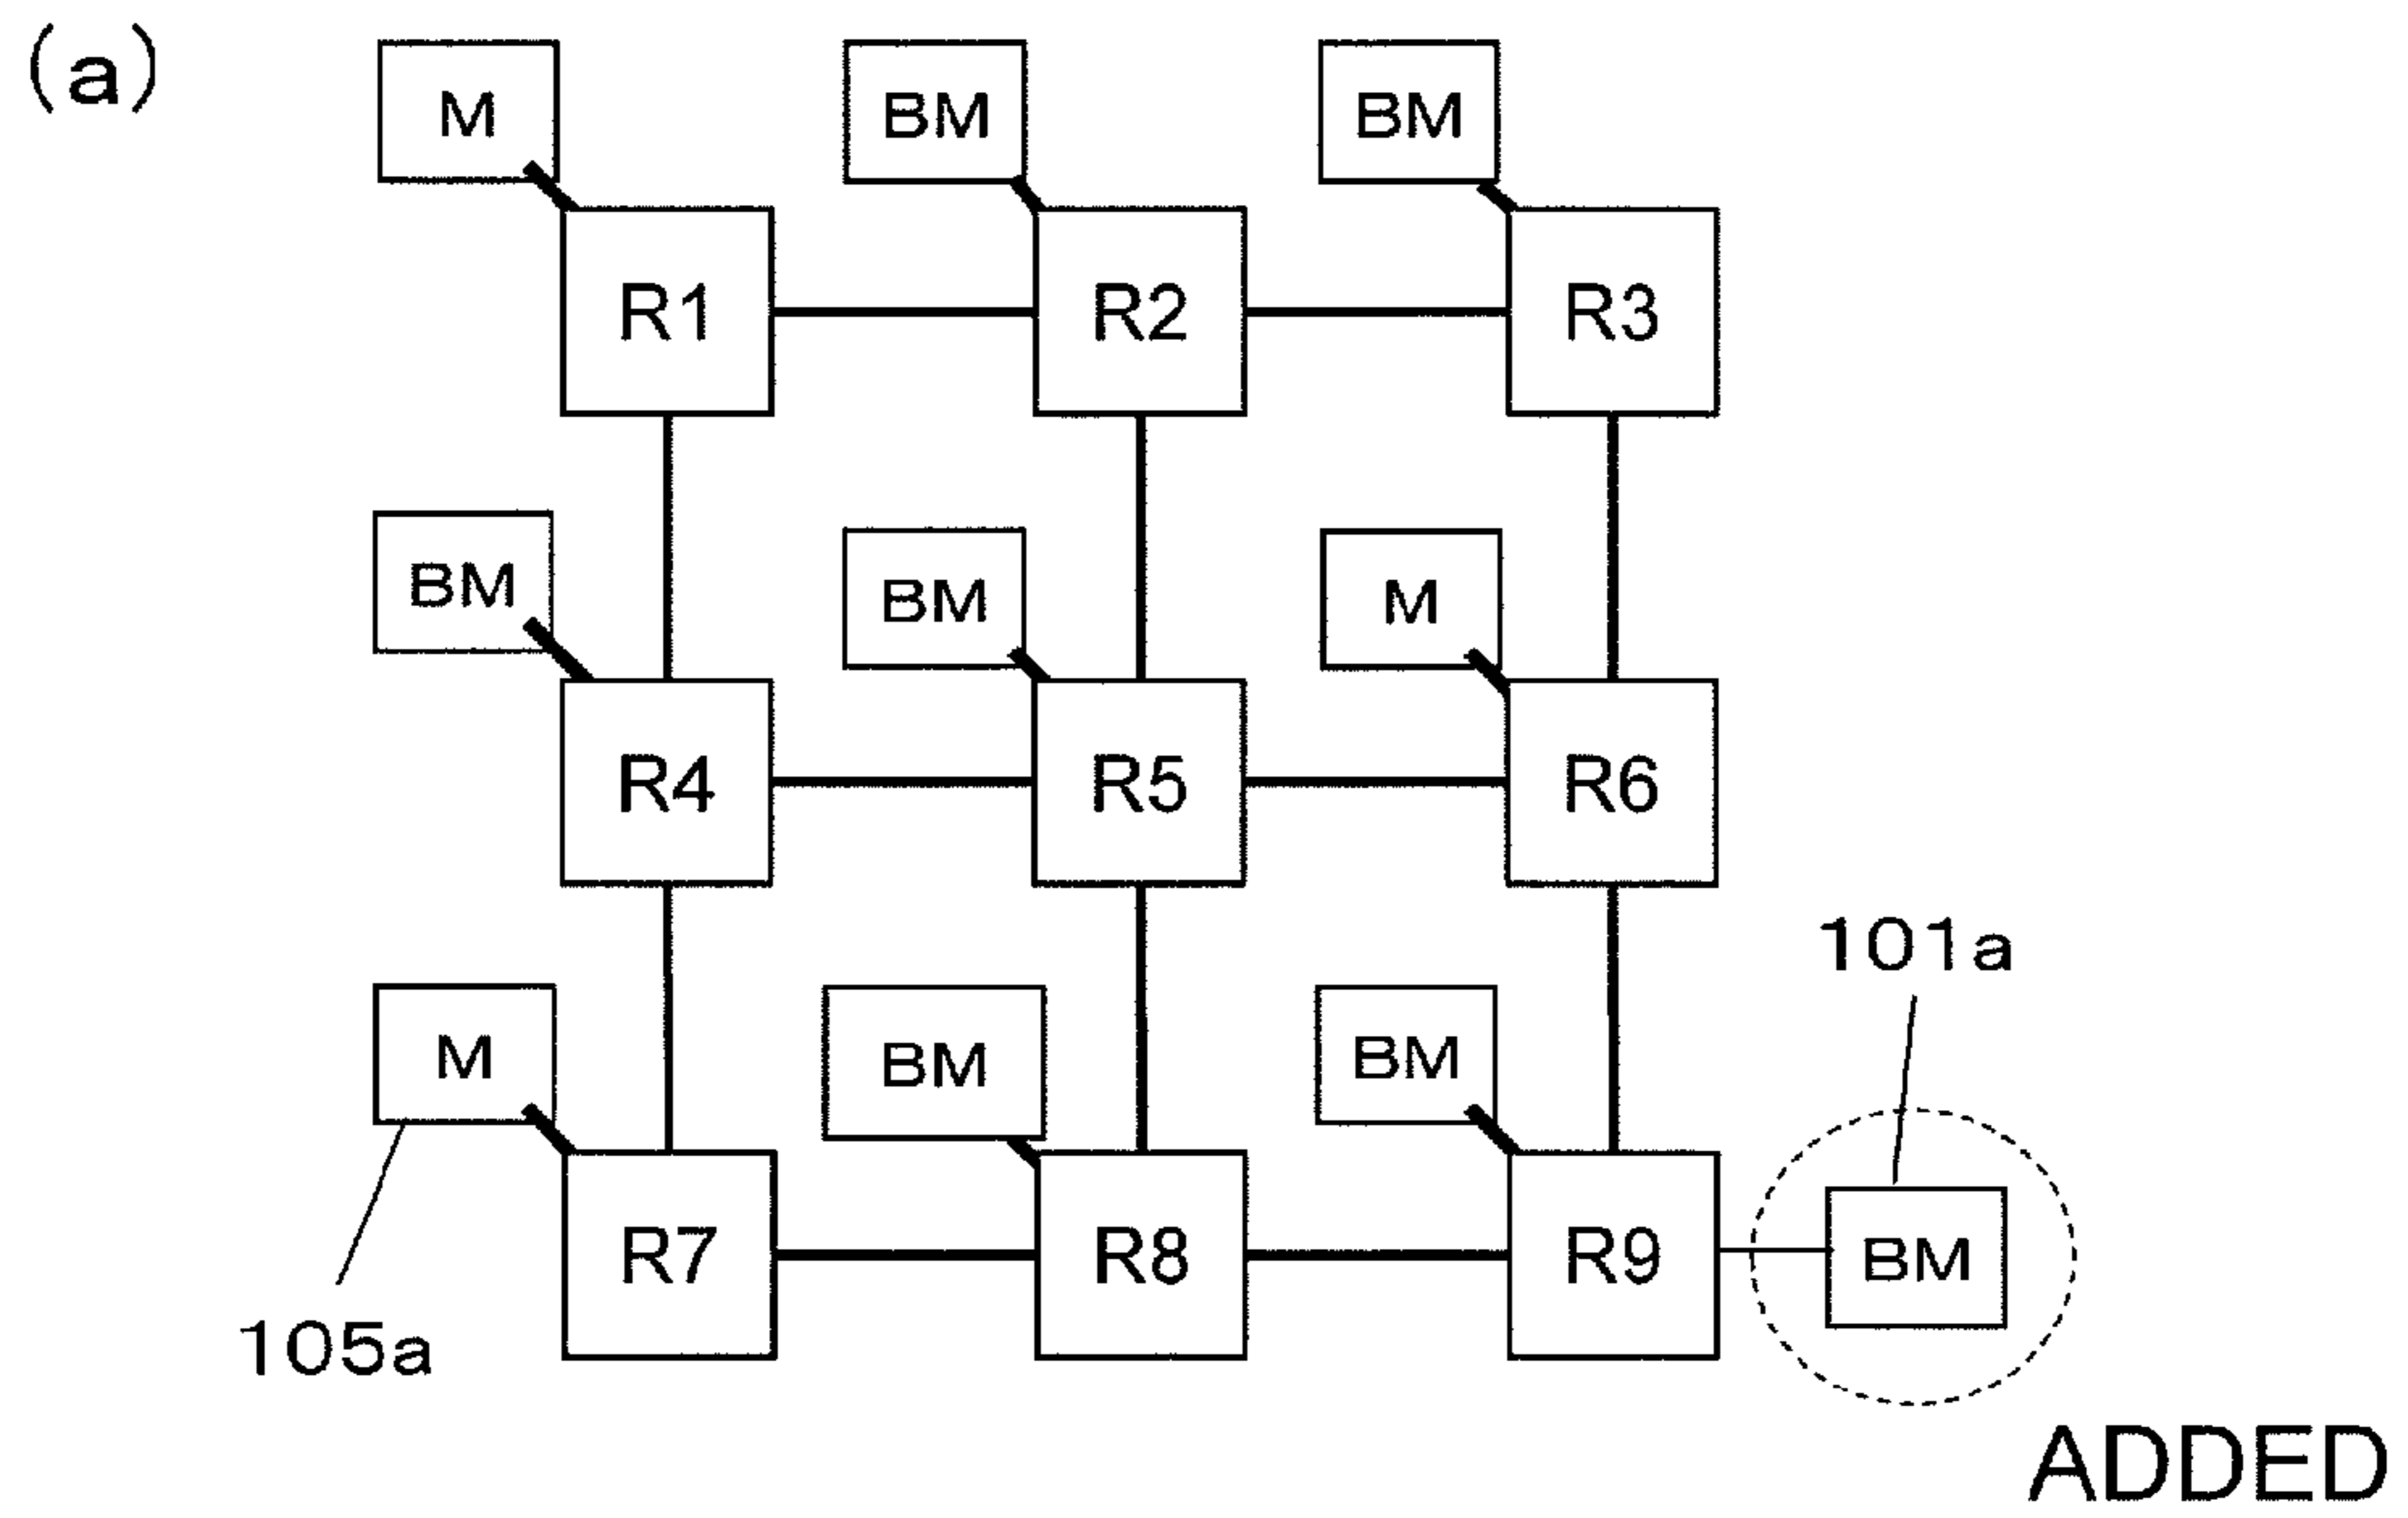 (a)
M BM BM
R1 R2 R3
BM BM M
R4 R5 R6
101a
M BM BM
R7 R8 R9 BM
105a
ADDED